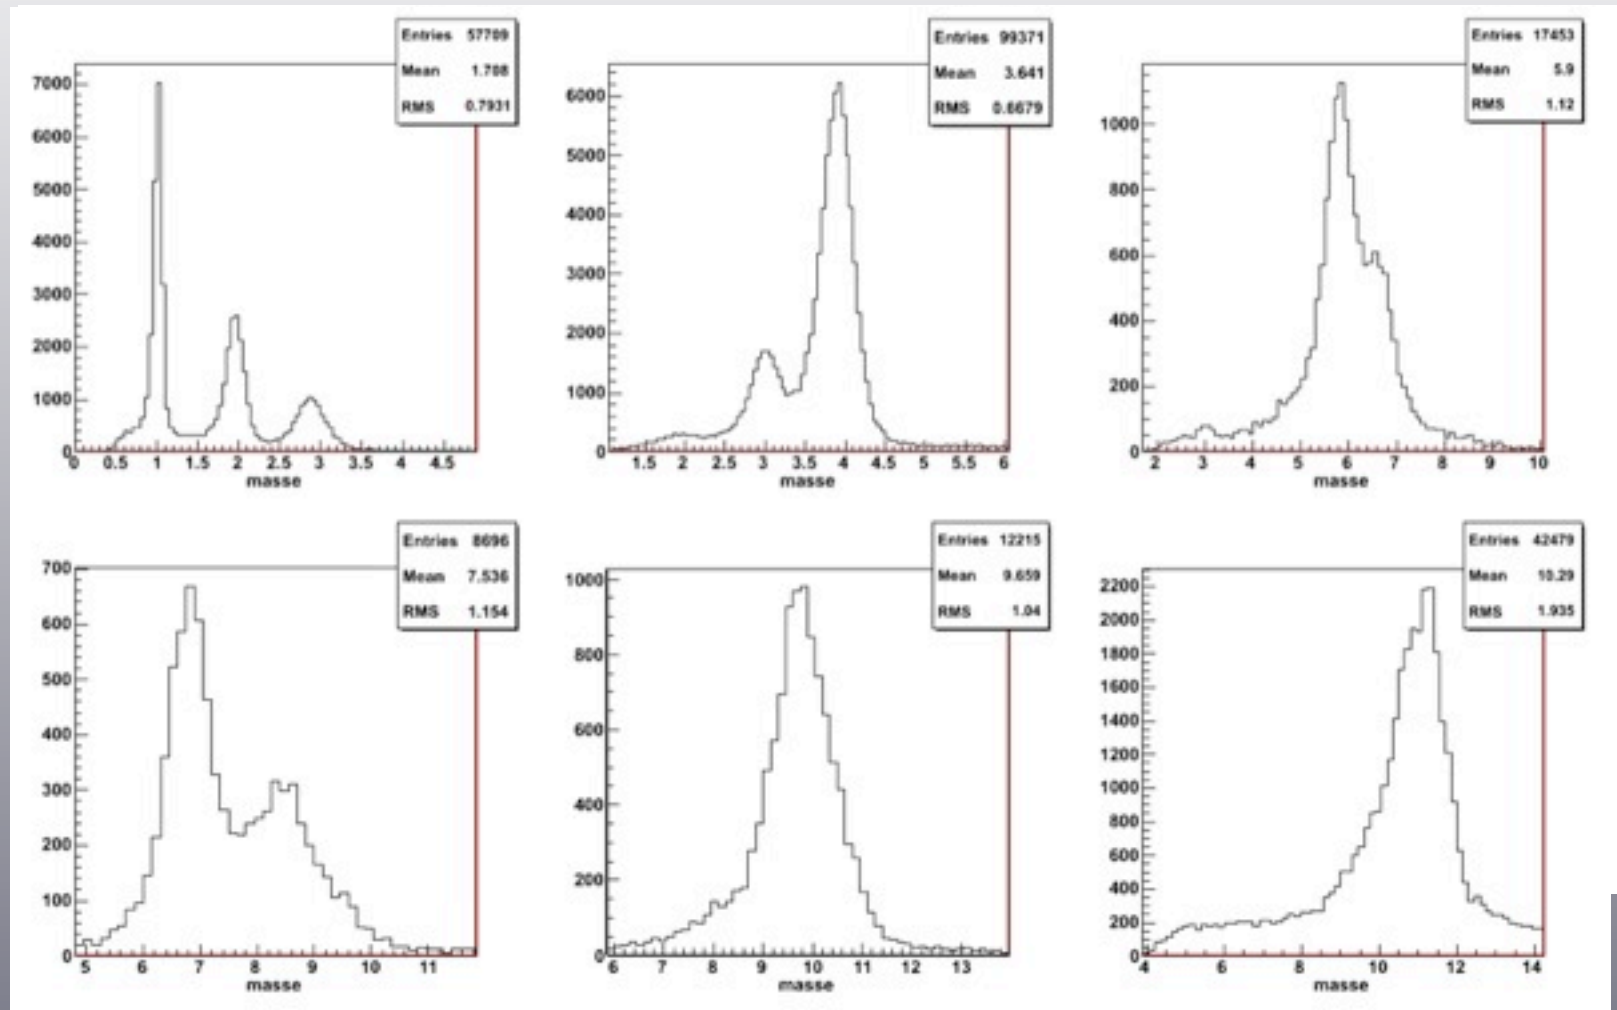 Entries 57709
Mean 1.708
RMS 0.7931
7000
6000
5000
4000
3000
2000
1000
0
0 0.5 1 1.5 2 2.5 3 3.5 4 4.5
masse
Entries 99371
Mean 3.641
RMS 0.6679
6000
5000
4000
3000
2000
1000
0
1.5 2 2.5 3 3.5 4 4.5 5 5.5 6
masse
Entries 17453
Mean 5.9
RMS 1.12
1000
800
600
400
200
0
2 3 4 5 6 7 8 9 10
masse
Entries 8696
Mean 7.536
RMS 1.154
700
600
500
400
300
200
100
0
5 6 7 8 9 10 11
masse
Entries 12215
Mean 9.659
RMS 1.04
1000
800
600
400
200
0
6 7 8 9 10 11 12 13
masse
Entries 42479
Mean 10.29
RMS 1.935
2200
2000
1800
1600
1400
1200
1000
800
600
400
200
0
4 6 8 10 12 14
masse